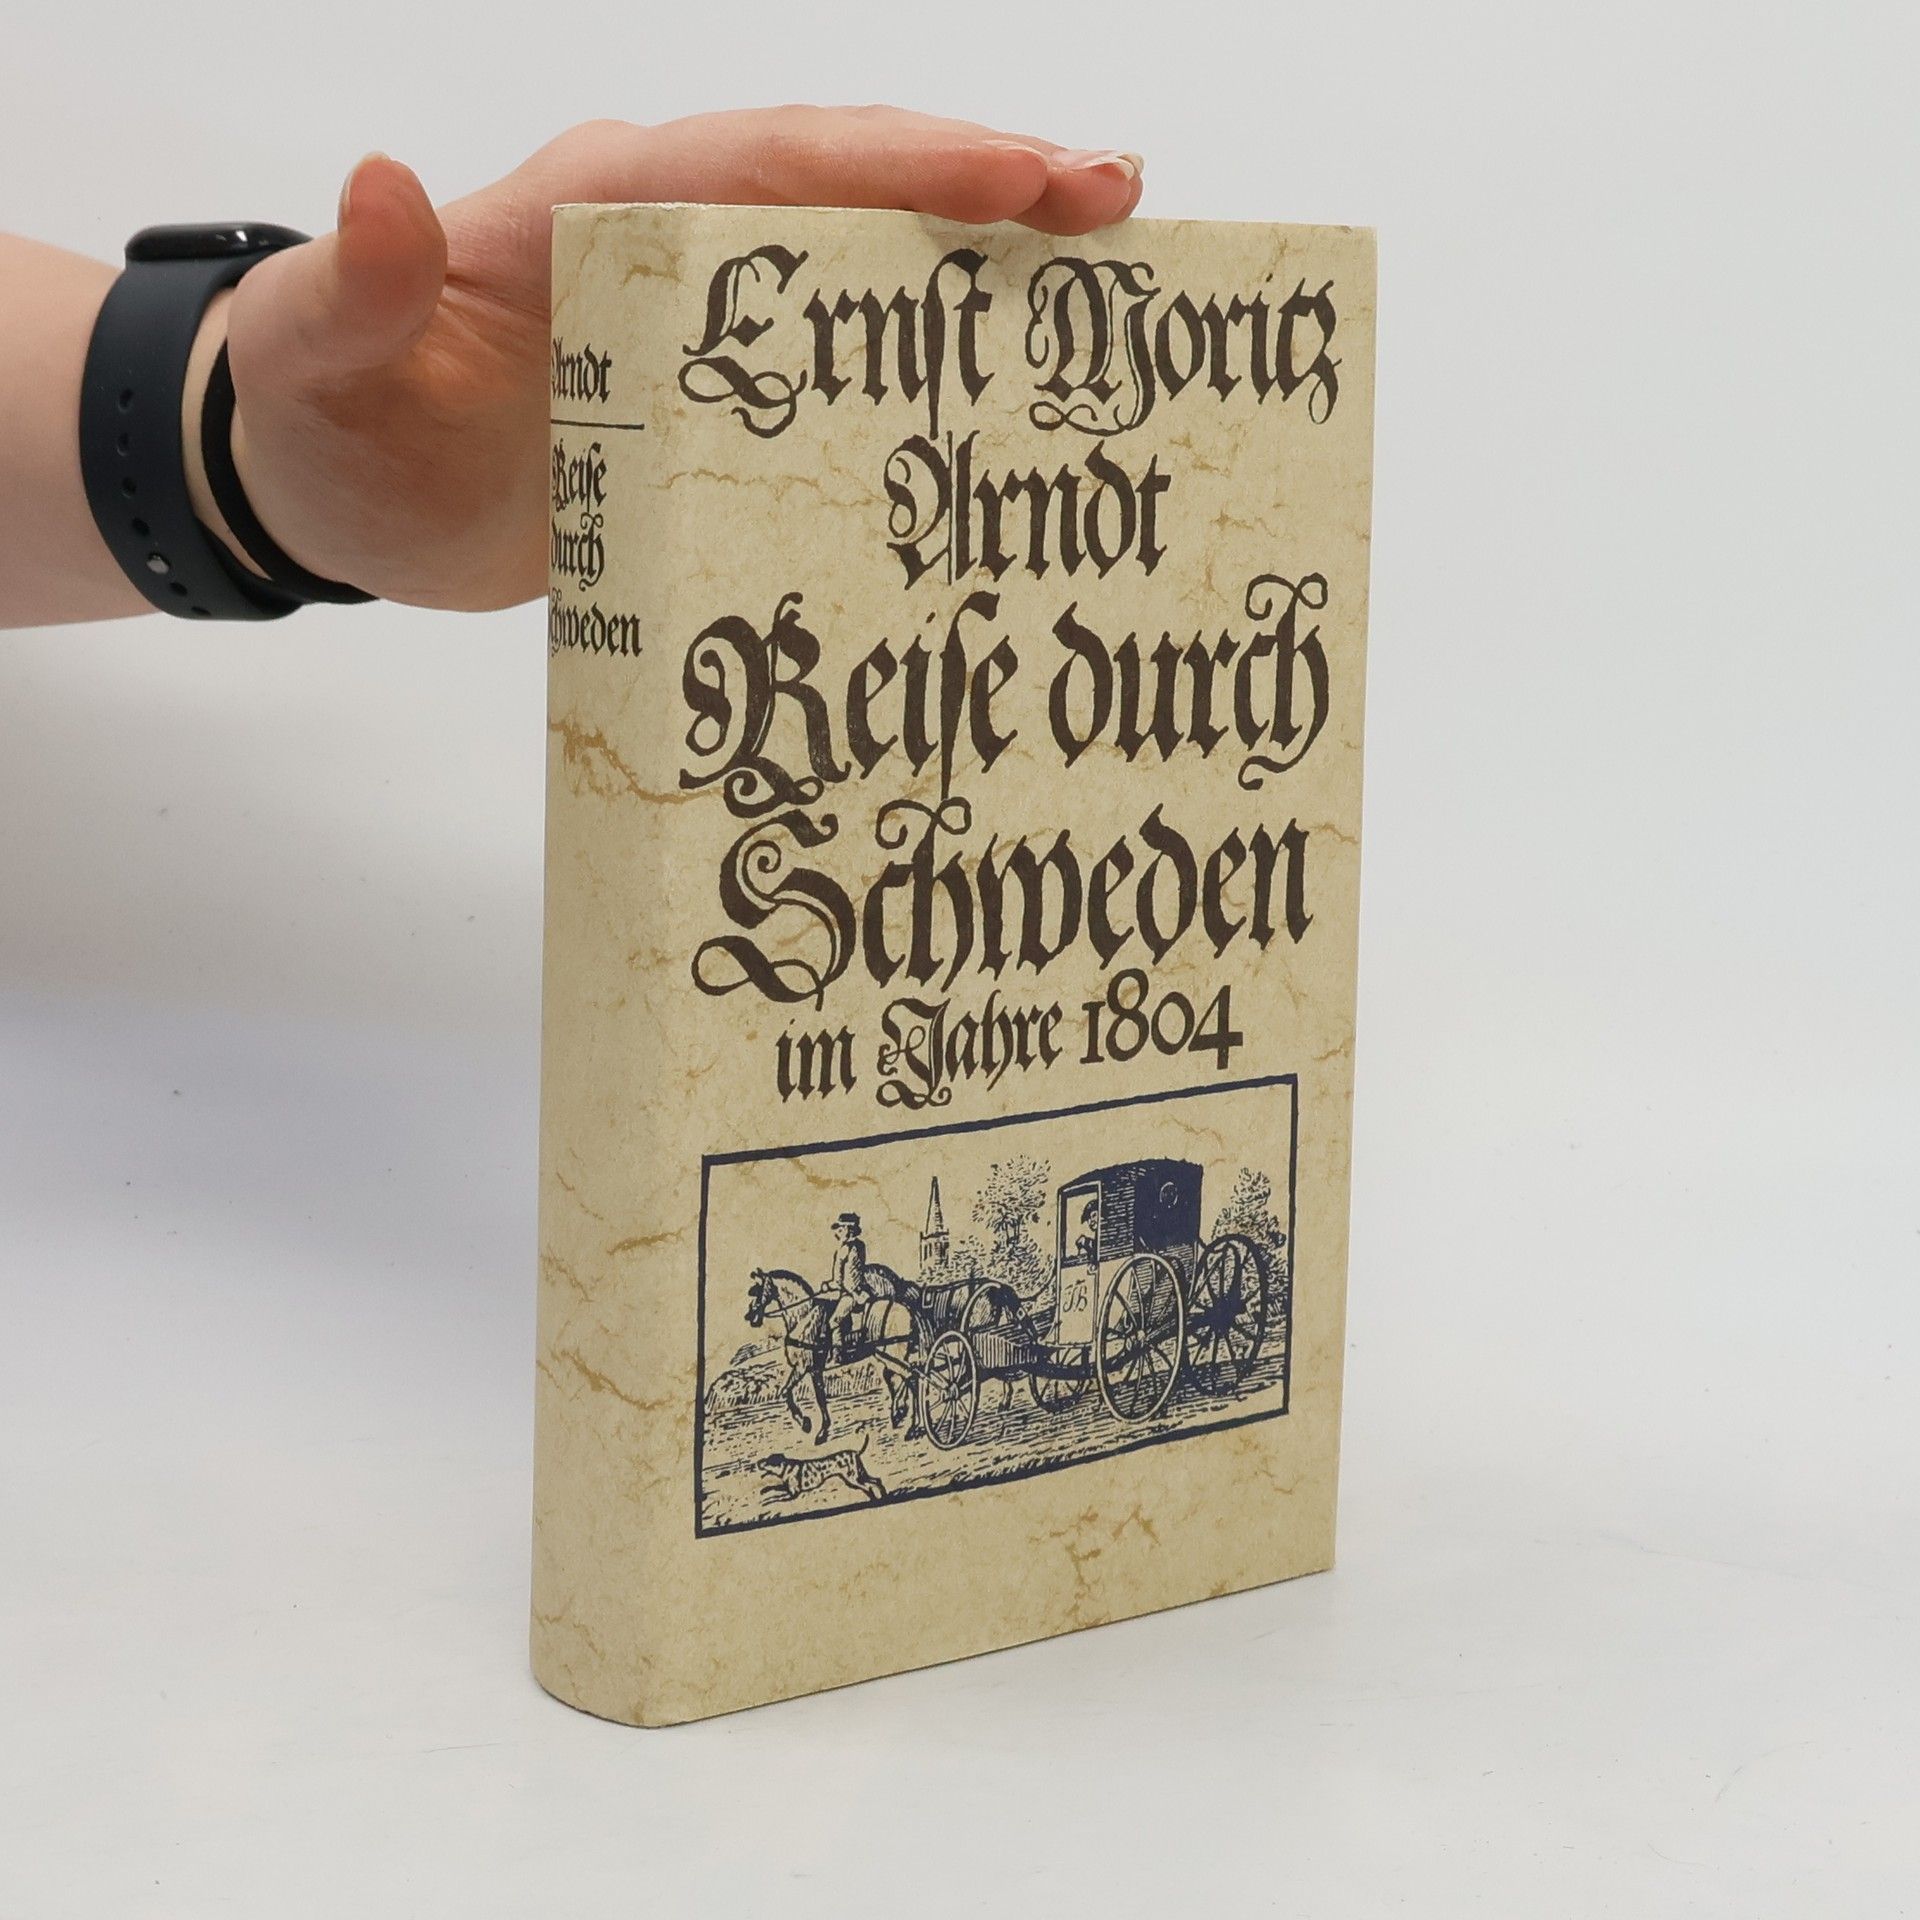 Arndt
Reiſe
durch
Schweden
Ernſt Moritz
Arndt
Reiſe durch
Schweden
im Jahre 1804